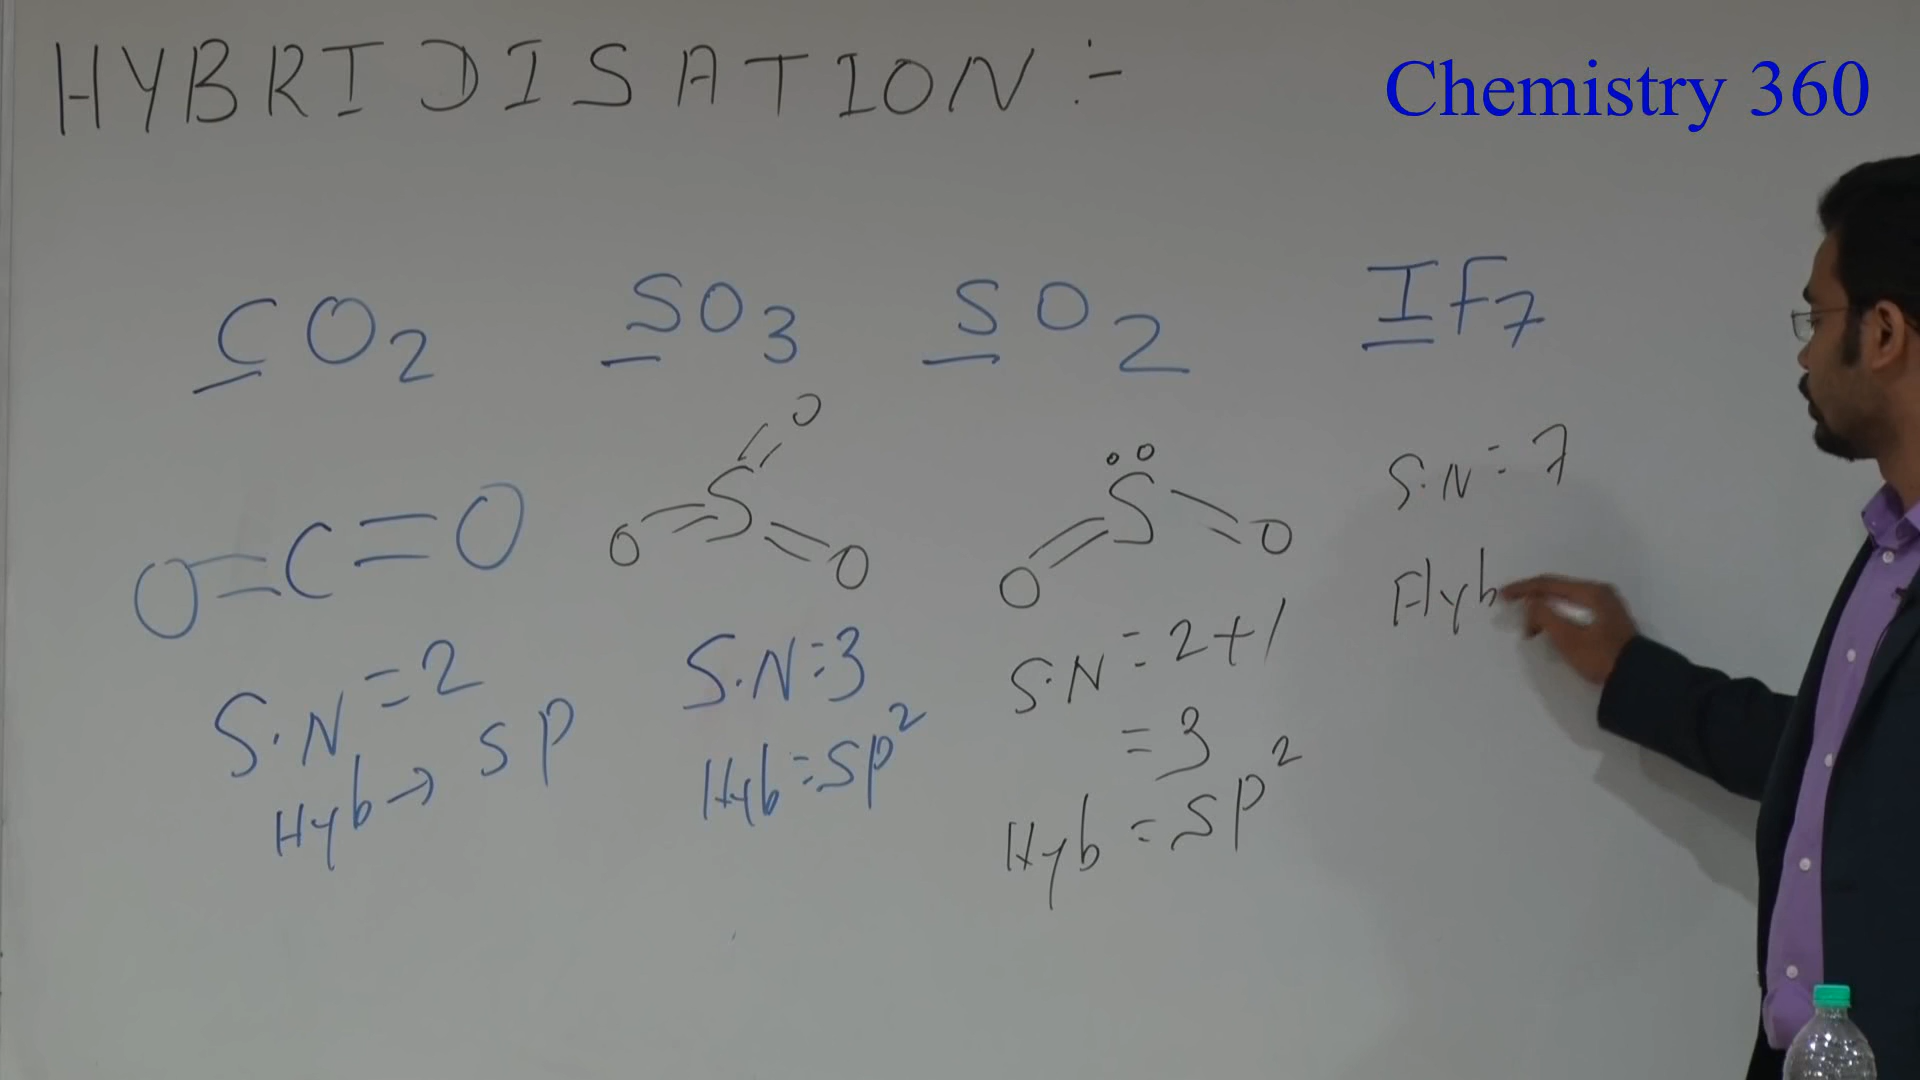 HYBRIDISATION :-
Chemistry 360
CO2
SO3
SO2
IF7
O=C=O
O
S
O
O
S
O
O
S.N = 2
Hyb → sp
S.N = 3
Hyb = sp²
S.N = 2+1
= 3
Hyb = sp²
S.N = 7
Hyb